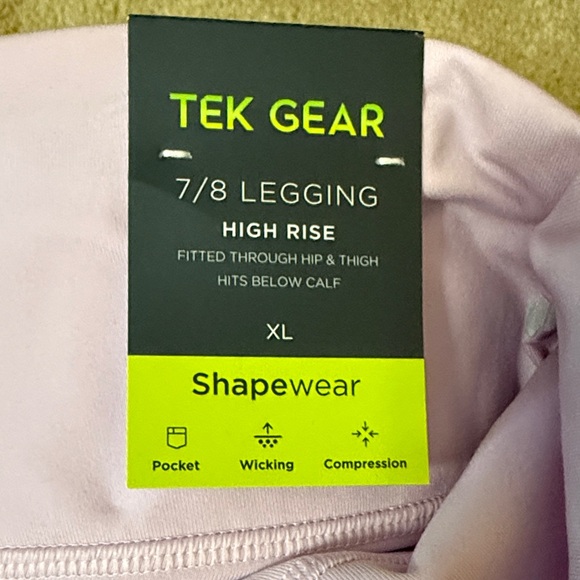 TEK GEAR
7/8 LEGGING
HIGH RISE
FITTED THROUGH HIP & THIGH
HITS BELOW CALF
XL
Shapewear
Pocket Wicking Compression